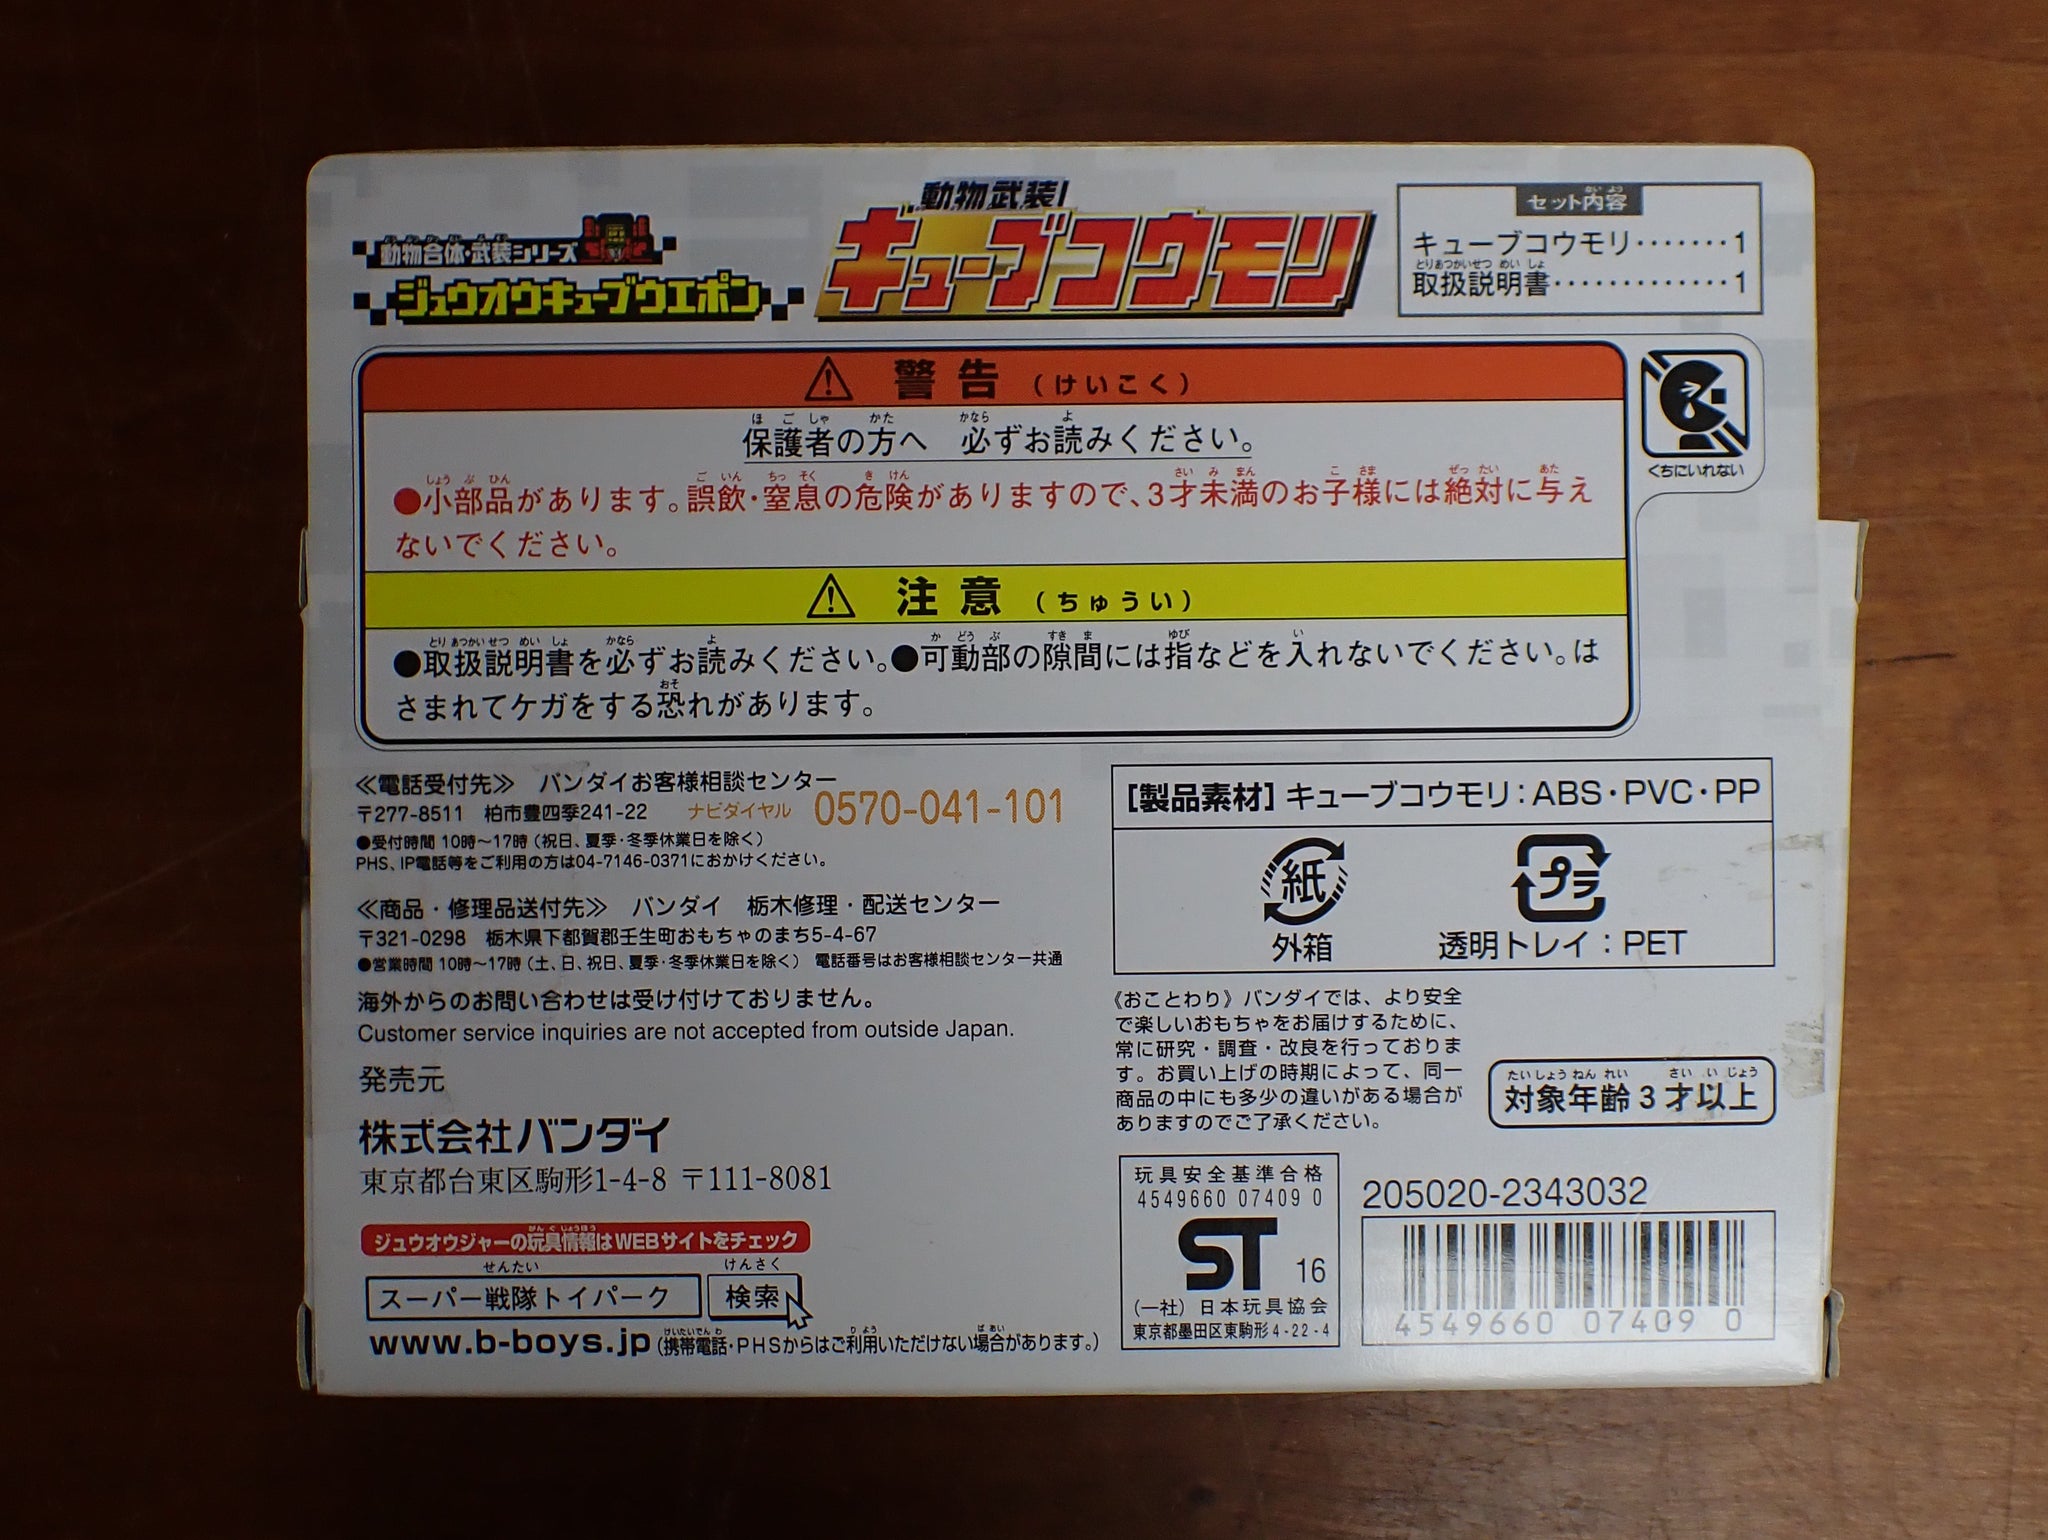 動物合体・武装シリーズ
ジュウオウキューブウエポン
動物武装!
キューブコウモリ
セット内容
キューブコウモリ・・・・・・・1
取扱説明書・・・・・・・・・・・・・1
警告（けいこく）
保護者の方へ　必ずお読みください。
●小部品があります。誤飲・窒息の危険がありますので、3才未満のお子様には絶対に与え
ないでください。
くちにいれない
注意（ちゅうい）
●取扱説明書を必ずお読みください。●可動部の隙間には指などを入れないでください。は
さまれてケガをする恐れがあります。
≪電話受付先≫　バンダイお客様相談センター
〒277-8511　柏市豊四季241-22　ナビダイヤル　0570-041-101
●受付時間 10時～17時（祝日、夏季・冬季休業日を除く）
PHS、IP電話等をご利用の方は04-7146-0371におかけください。
≪商品・修理品送付先≫　バンダイ　栃木修理・配送センター
〒321-0298　栃木県下都賀郡壬生町おもちゃのまち5-4-67
●営業時間 10時～17時（土、日、祝日、夏季・冬季休業日を除く）　電話番号はお客様相談センター共通
海外からのお問い合わせは受け付けておりません。
Customer service inquiries are not accepted from outside Japan.
発売元
株式会社バンダイ
東京都台東区駒形1-4-8 〒111-8081
ジュウオウジャーの玩具情報はWEBサイトをチェック
スーパー戦隊トイパーク　検索
www.b-boys.jp（携帯電話・PHSからはご利用いただけない場合があります。）
［製品素材］キューブコウモリ：ABS・PVC・PP
紙
外箱
プラ
透明トレイ：PET
《おことわり》バンダイでは、より安全
で楽しいおもちゃをお届けするために、
常に研究・調査・改良を行っておりま
す。お買い上げの時期によって、同一
商品の中にも多少の違いがある場合が
ありますのでご了承ください。
対象年齢3才以上
玩具安全基準合格
4549660 07409 0
ST 16
（一社）日本玩具協会
東京都墨田区東駒形4-22-4
205020-2343032
4549660 07409 0